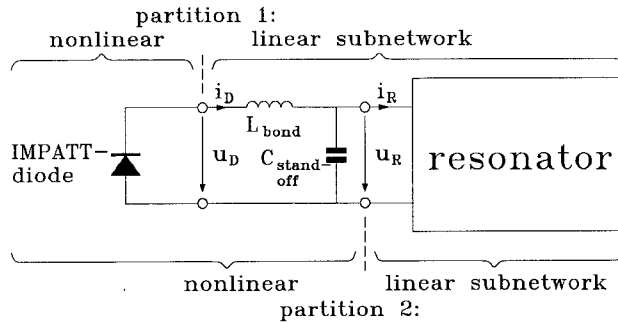 partition 1:
nonlinear linear subnetwork
i_D i_R
L_bond
IMPATT-
diode
u_D C_stand-off u_R
resonator
nonlinear linear subnetwork
partition 2: